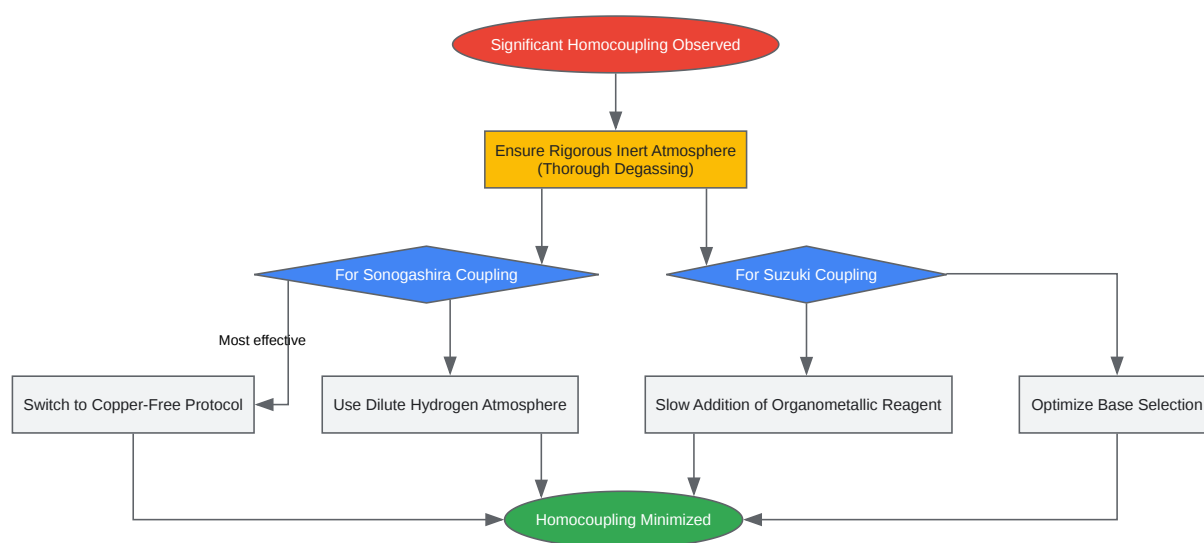 Significant Homocoupling Observed
Ensure Rigorous Inert Atmosphere
(Thorough Degassing)
For Sonogashira Coupling
For Suzuki Coupling
Most effective
Switch to Copper-Free Protocol
Use Dilute Hydrogen Atmosphere
Slow Addition of Organometallic Reagent
Optimize Base Selection
Homocoupling Minimized